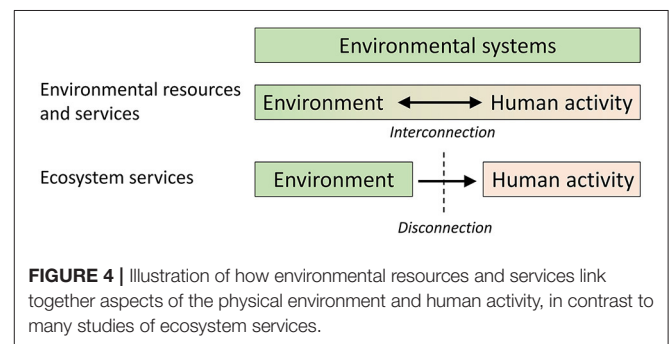 Environmental systems
Environmental resources
and services
Environment
Human activity
Interconnection
Ecosystem services
Environment
Human activity
Disconnection
FIGURE 4 | Illustration of how environmental resources and services link
together aspects of the physical environment and human activity, in contrast to
many studies of ecosystem services.